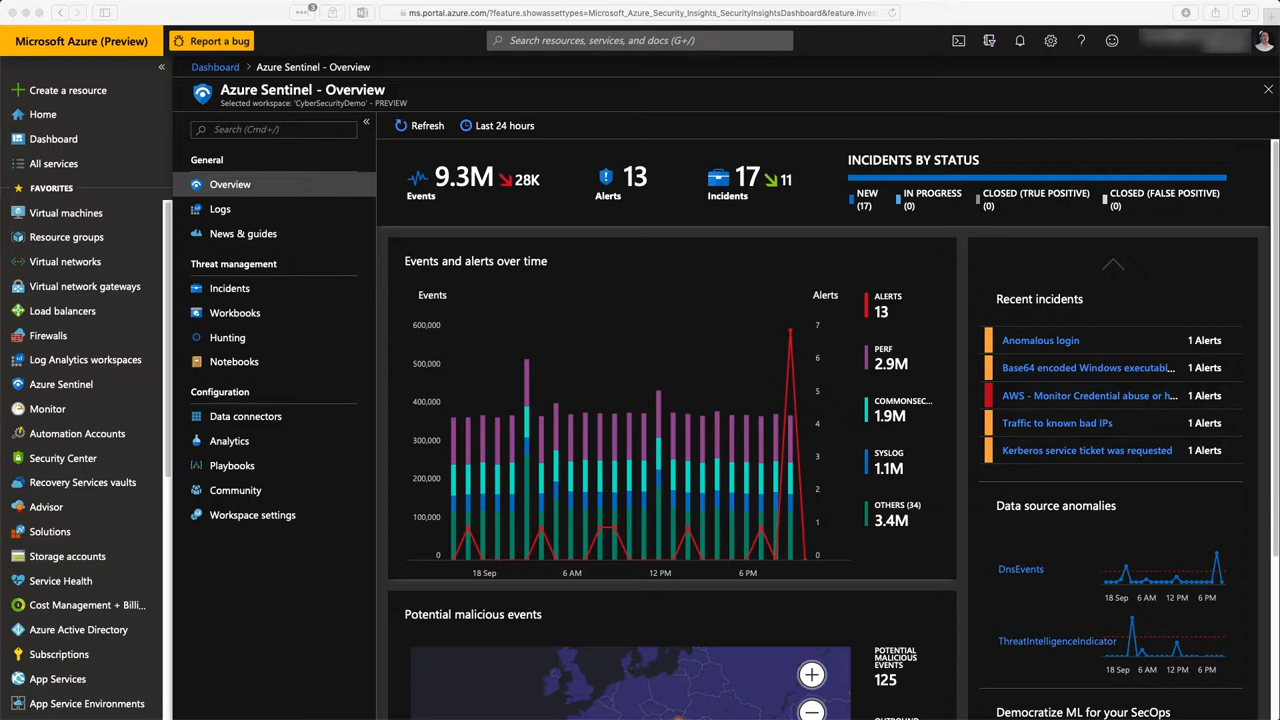 3
ms.portal.azure.com/?feature.showassettypes=Microsoft_Azure_Security_Insights_SecurityInsightsDashboard&feature.inves
Microsoft Azure (Preview)
Report a bug
Search resources, services, and docs (G+/)
«
Dashboard > Azure Sentinel - Overview
Azure Sentinel - Overview
Selected workspace: 'CyberSecurityDemo' - PREVIEW
Create a resource
Home
Dashboard
All services
FAVORITES
Virtual machines
Resource groups
Virtual networks
Virtual network gateways
Load balancers
Firewalls
Log Analytics workspaces
Azure Sentinel
Monitor
Automation Accounts
Security Center
Recovery Services vaults
Advisor
Solutions
Storage accounts
Service Health
Cost Management + Billi...
Azure Active Directory
Subscriptions
App Services
App Service Environments
Search (Cmd+/)
«
General
Overview
Logs
News & guides
Threat management
Incidents
Workbooks
Hunting
Notebooks
Configuration
Data connectors
Analytics
Playbooks
Community
Workspace settings
Refresh
Last 24 hours
9.3M 28K
Events
13
Alerts
17 11
Incidents
INCIDENTS BY STATUS
NEW (17)
IN PROGRESS (0)
CLOSED (TRUE POSITIVE) (0)
CLOSED (FALSE POSITIVE) (0)
Events and alerts over time
Events
Alerts
600,000
500,000
400,000
300,000
200,000
100,000
0
7
6
5
4
3
2
1
0
18 Sep
6 AM
12 PM
6 PM
ALERTS
13
PERF
2.9M
COMMONSEC...
1.9M
SYSLOG
1.1M
OTHERS (34)
3.4M
Potential malicious events
POTENTIAL
MALICIOUS
EVENTS
125
OUTBOUND
Recent incidents
Anomalous login 1 Alerts
Base64 encoded Windows executabl... 1 Alerts
AWS - Monitor Credential abuse or h... 1 Alerts
Traffic to known bad IPs 1 Alerts
Kerberos service ticket was requested 1 Alerts
Data source anomalies
DnsEvents
18 Sep 6 AM 12 PM 6 PM
ThreatIntelligenceIndicator
18 Sep 6 AM 12 PM 6 PM
Democratize ML for your SecOps